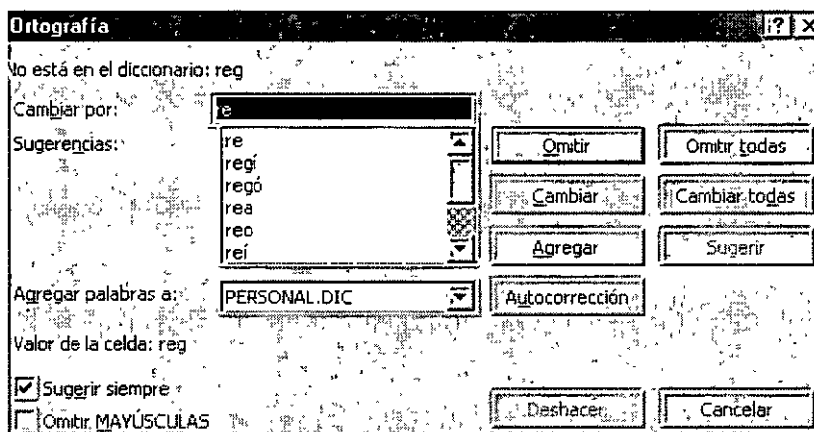 Ortografía
No está en el diccionario: reg
Cambiar por: re
Sugerencias:
re
regí
regó
rea
reo
reí
Omitir Omitir todas
Cambiar Cambiar todas
Agregar Sugerir
Agregar palabras a: PERSONAL.DIC Autocorrección
Valor de la celda: reg
Sugerir siempre
Omitir MAYÚSCULAS
Deshacer Cancelar